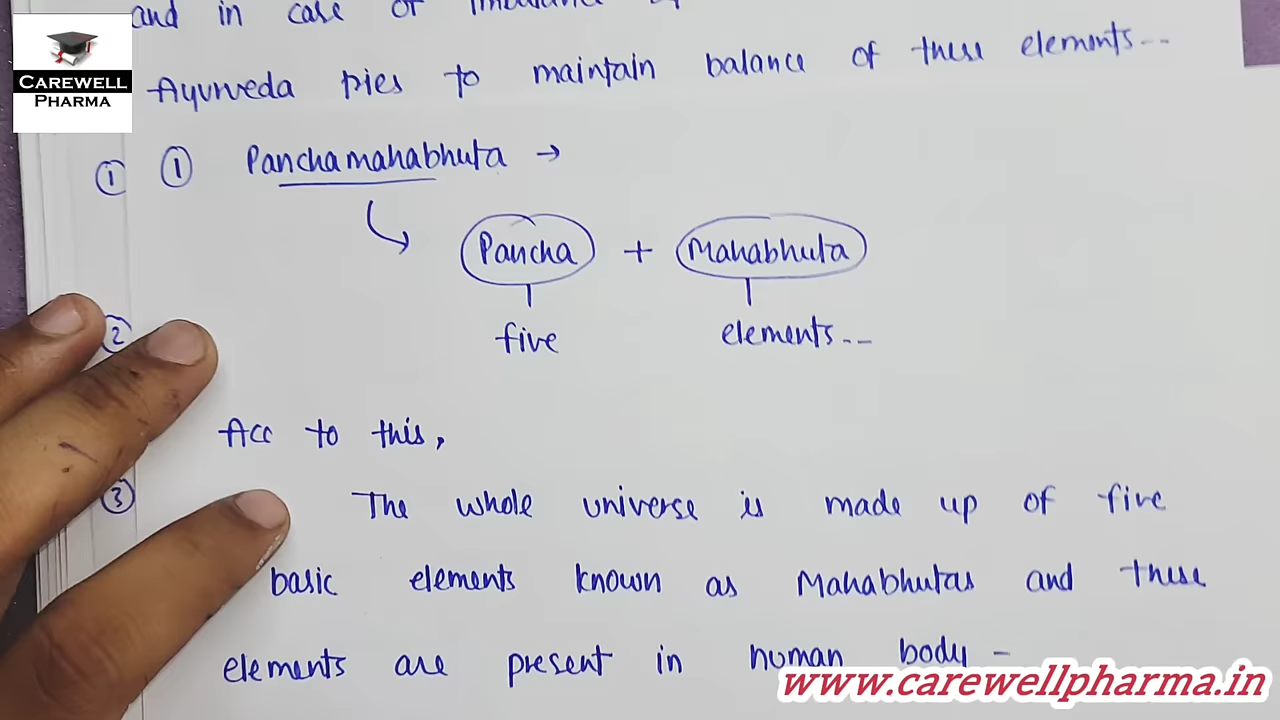 and in case of imbalance of
CAREWELL
PHARMA
Ayurveda tries to maintain balance of these elements...
① ① Panchamahabhuta →
Pancha + Mahabhuta
five elements...
②
Acc to this,
③ The whole universe is made up of five
basic elements known as Mahabhutas and these
elements are present in human body -
www.carewellpharma.in